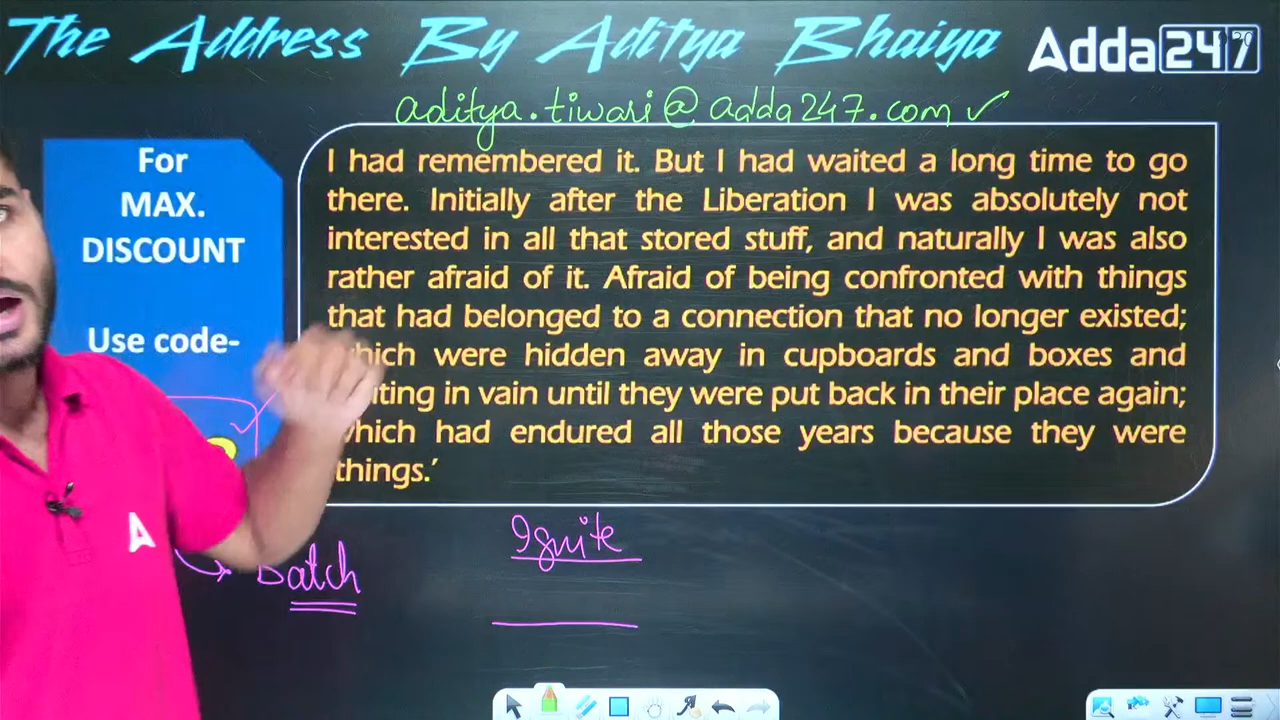 The Address By Aditya Bhaiya
Adda247
aditya.tiwari@adda247.com ✓
For
MAX.
DISCOUNT
Use code-
I had remembered it. But I had waited a long time to go
there. Initially after the Liberation I was absolutely not
interested in all that stored stuff, and naturally I was also
rather afraid of it. Afraid of being confronted with things
that had belonged to a connection that no longer existed;
which were hidden away in cupboards and boxes and
in vain until they were put back in their place again;
which had endured all those years because they were
things.’
Ignite
Batch
A